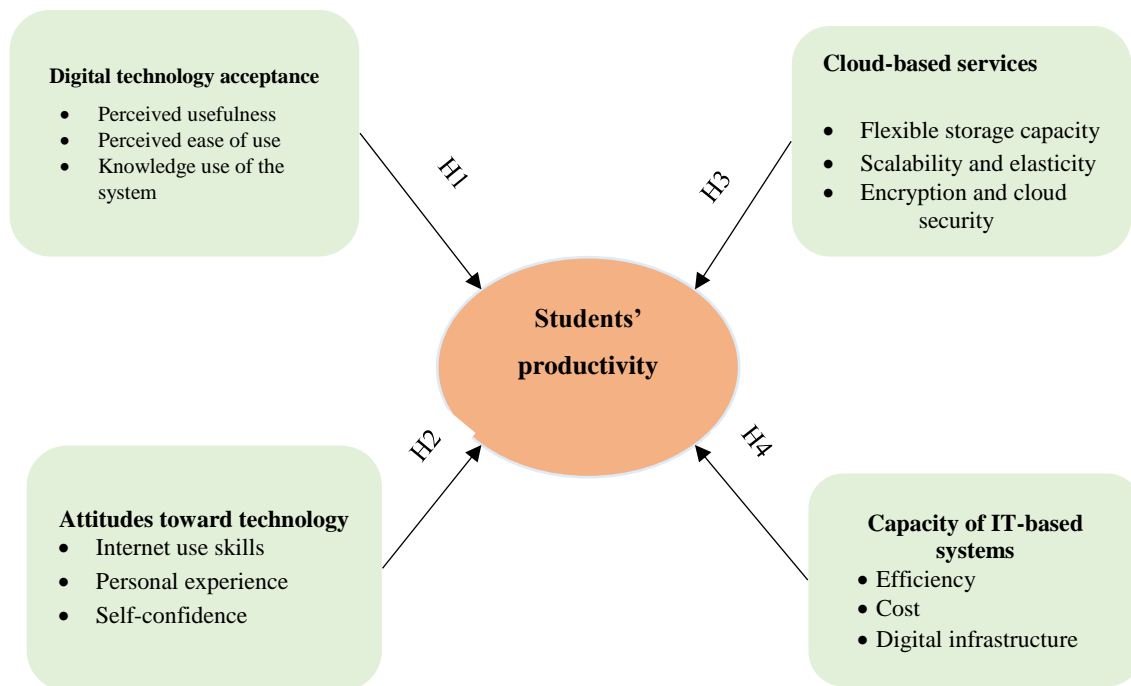 Digital technology acceptance
• Perceived usefulness
• Perceived ease of use
• Knowledge use of the
system
H1
Cloud-based services
• Flexible storage capacity
• Scalability and elasticity
• Encryption and cloud
security
H3
Students’
productivity
Attitudes toward technology
• Internet use skills
• Personal experience
• Self-confidence
H2
H4
Capacity of IT-based
systems
• Efficiency
• Cost
• Digital infrastructure